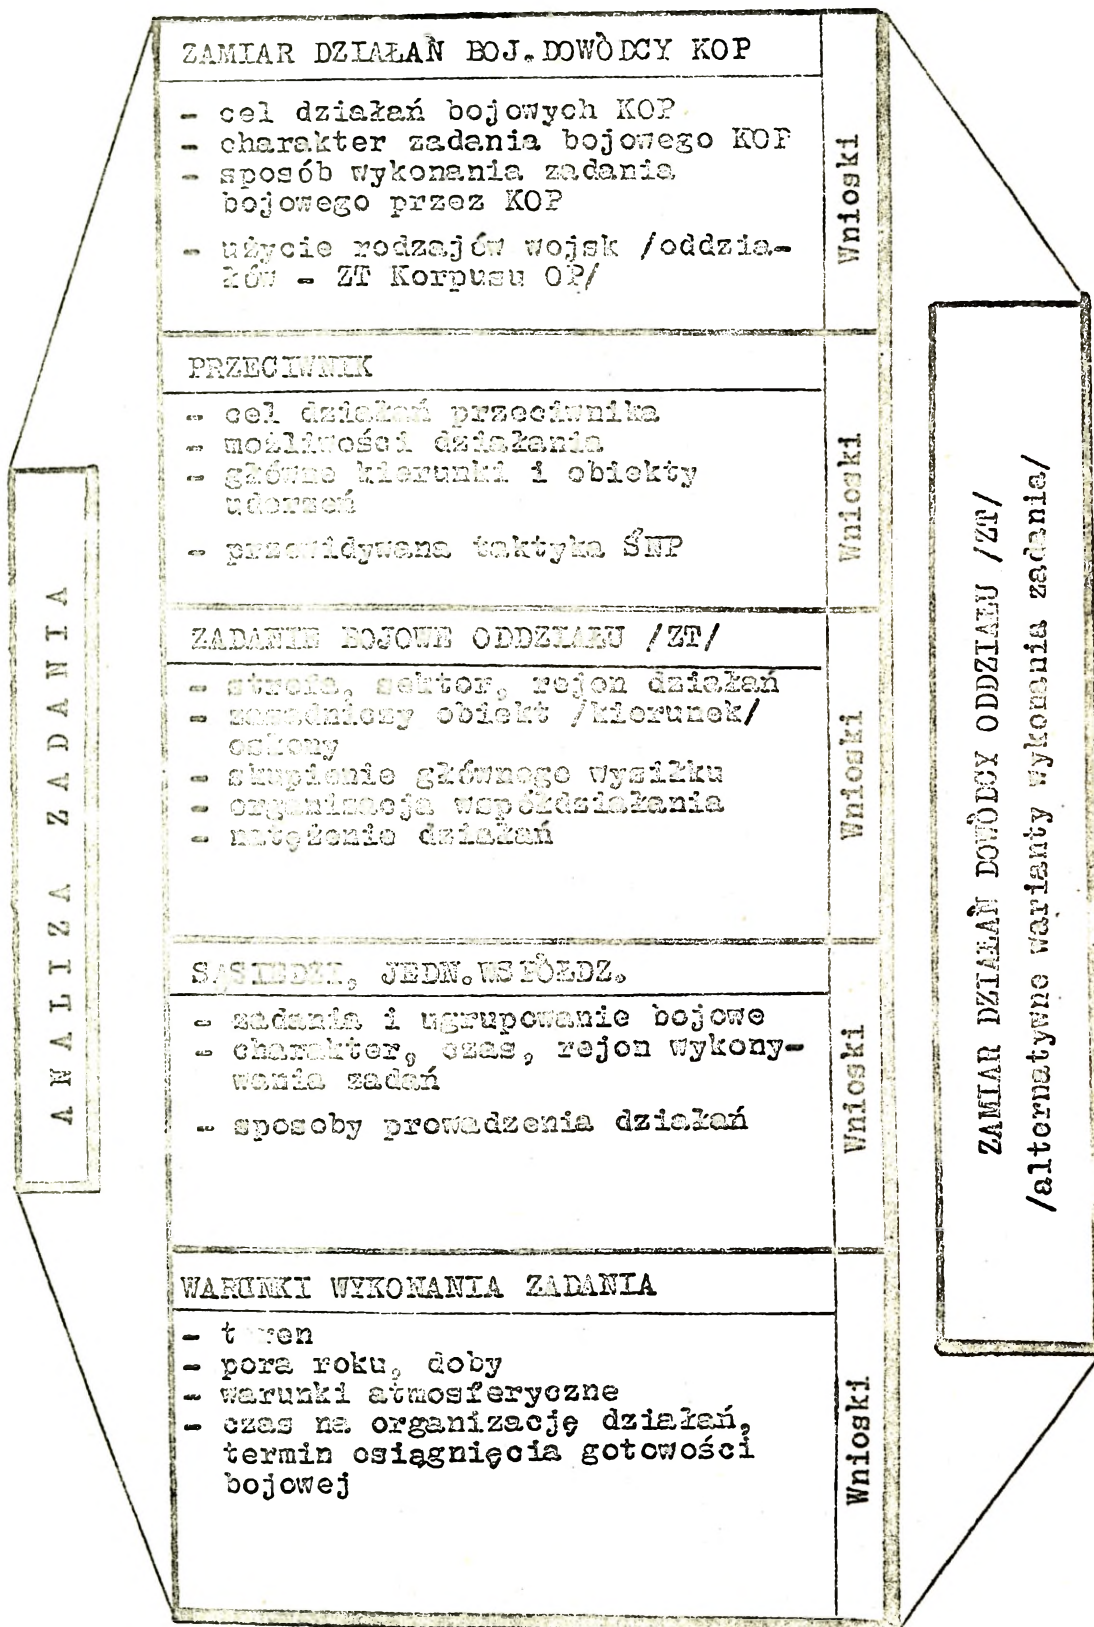 ANALIZA ZADANIA
ZAMIAR DZIAŁAŃ BOJ. DOWÓDCY KOP
- cel działań bojowych KOP
- charakter zadania bojowego KOP
- sposób wykonania zadania
bojowego przez KOP
- użycie rodzajów wojsk /oddzia-
łów - ZT Korpusu OP/
Wnioski
PRZECIWNIK
- cel działań przeciwnika
- możliwości działania
- główne kierunki i obiekty
uderzeń
- przewidywana taktyka ŚNP
Wnioski
ZADANIE BOJOWE ODDZIAŁU /ZT/
- strefa, sektor, rejon działań
- zasadniczy obiekt /kierunek/
osłony
- skupienie głównego wysiłku
- organizacja współdziałania
- natężenie działań
Wnioski
SĄSIEDZI, JEDN. WSPÓŁDZ.
- zadania i ugrupowanie bojowe
- charakter, czas, rejon wykony-
wania zadań
- sposoby prowadzenia działań
Wnioski
WARUNKI WYKONANIA ZADANIA
- teren
- pora roku, doby
- warunki atmosferyczne
- czas na organizację działań,
termin osiągnięcia gotowości
bojowej
Wnioski
ZAMIAR DZIAŁAŃ DOWÓDCY ODDZIAŁU /ZT/
/alternatywne warianty wykonania zadania/